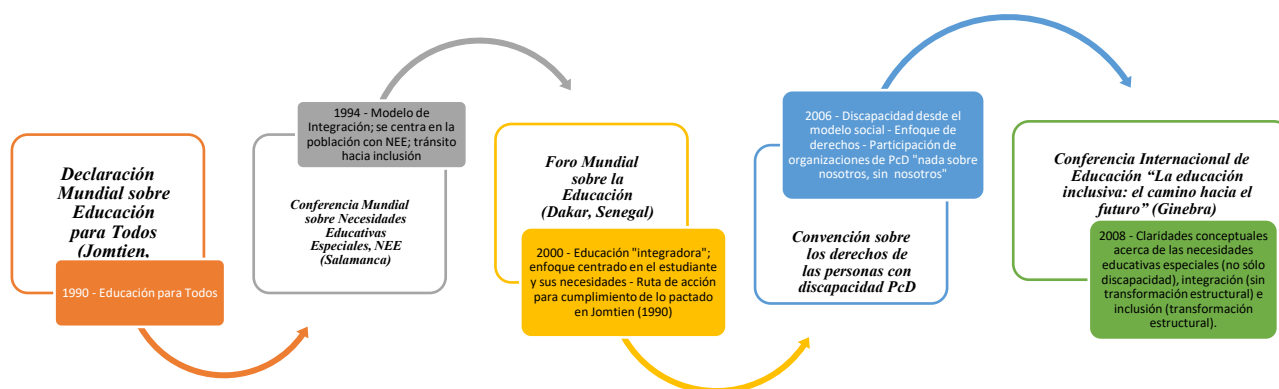 Declaración
Mundial sobre
Educación
para Todos
(Jomtien,
1990 - Educación para Todos
1994 - Modelo de
Integración; se centra en la
población con NEE; tránsito
hacia inclusión
Conferencia Mundial
sobre Necesidades
Educativas
Especiales, NEE
(Salamanca)
Foro Mundial
sobre la
Educación
(Dakar, Senegal)
2000 - Educación "integradora";
enfoque centrado en el estudiante
y sus necesidades - Ruta de acción
para cumplimiento de lo pactado
en Jomtien (1990)
2006 - Discapacidad desde el
modelo social - Enfoque de
derechos - Participación de
organizaciones de PcD "nada sobre
nosotros, sin  nosotros"
Convención sobre
los derechos de
las personas con
discapacidad PcD
Conferencia Internacional de
Educación “La educación
inclusiva: el camino hacia el
futuro” (Ginebra)
2008 - Claridades conceptuales
acerca de las necesidades
educativas especiales (no sólo
discapacidad), integración (sin
transformación estructural) e
inclusión (transformación
estructural).